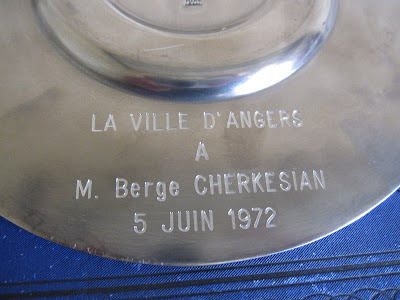 LA VILLE D'ANGERS
A
M. Berge CHERKESIAN
5 JUIN 1972